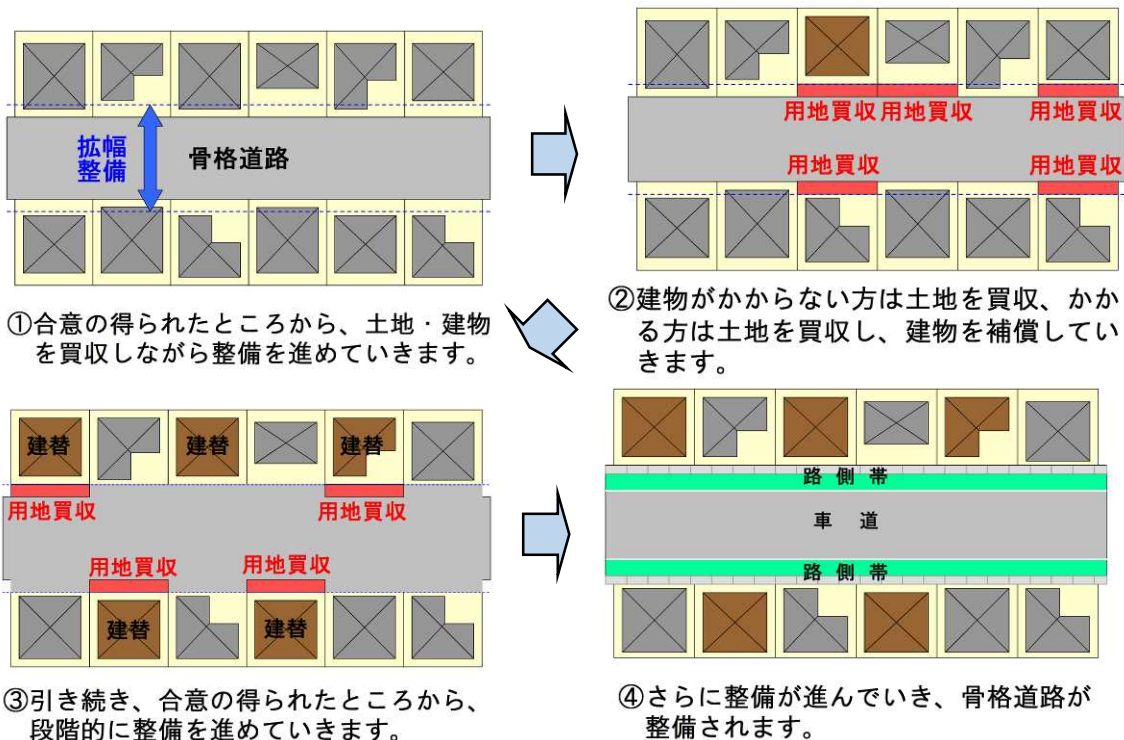 拡幅
整備
骨格道路
①合意の得られたところから、土地・建物
を買収しながら整備を進めていきます。
用地買収
用地買収
用地買収
用地買収
用地買収
②建物がかからない方は土地を買収、かか
る方は土地を買収し、建物を補償してい
きます。
建替
建替
建替
用地買収
用地買収
用地買収
用地買収
建替
建替
③引き続き、合意の得られたところから、
段階的に整備を進めていきます。
路側帯
車道
路側帯
④さらに整備が進んでいき、骨格道路が
整備されます。